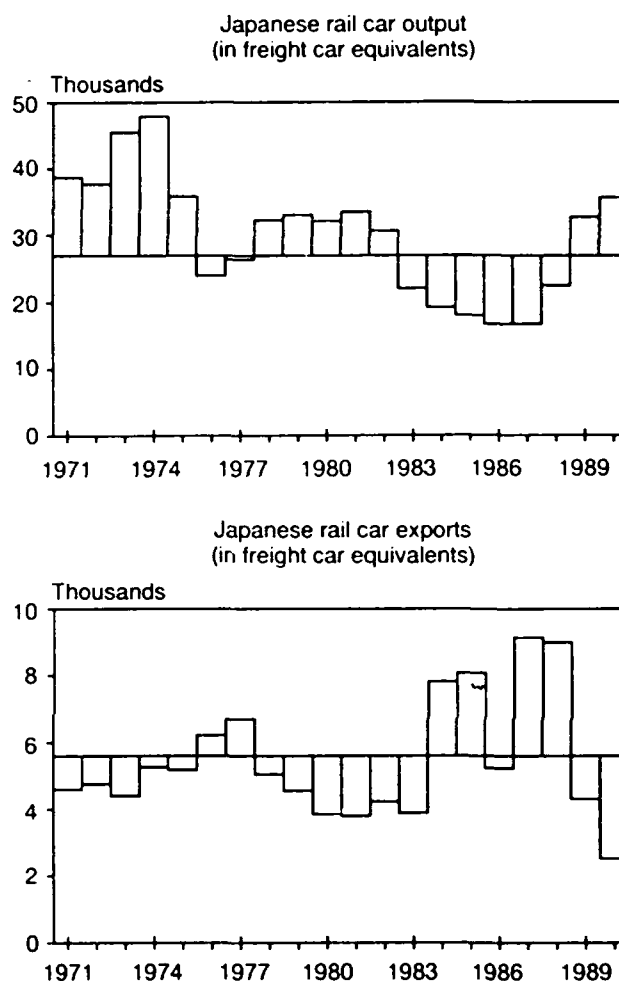 Japanese rail car output
(in freight car equivalents)
Thousands
50
40
30
20
10
0
1971 1974 1977 1980 1983 1986 1989
Japanese rail car exports
(in freight car equivalents)
Thousands
10
8
6
4
2
0
1971 1974 1977 1980 1983 1986 1989